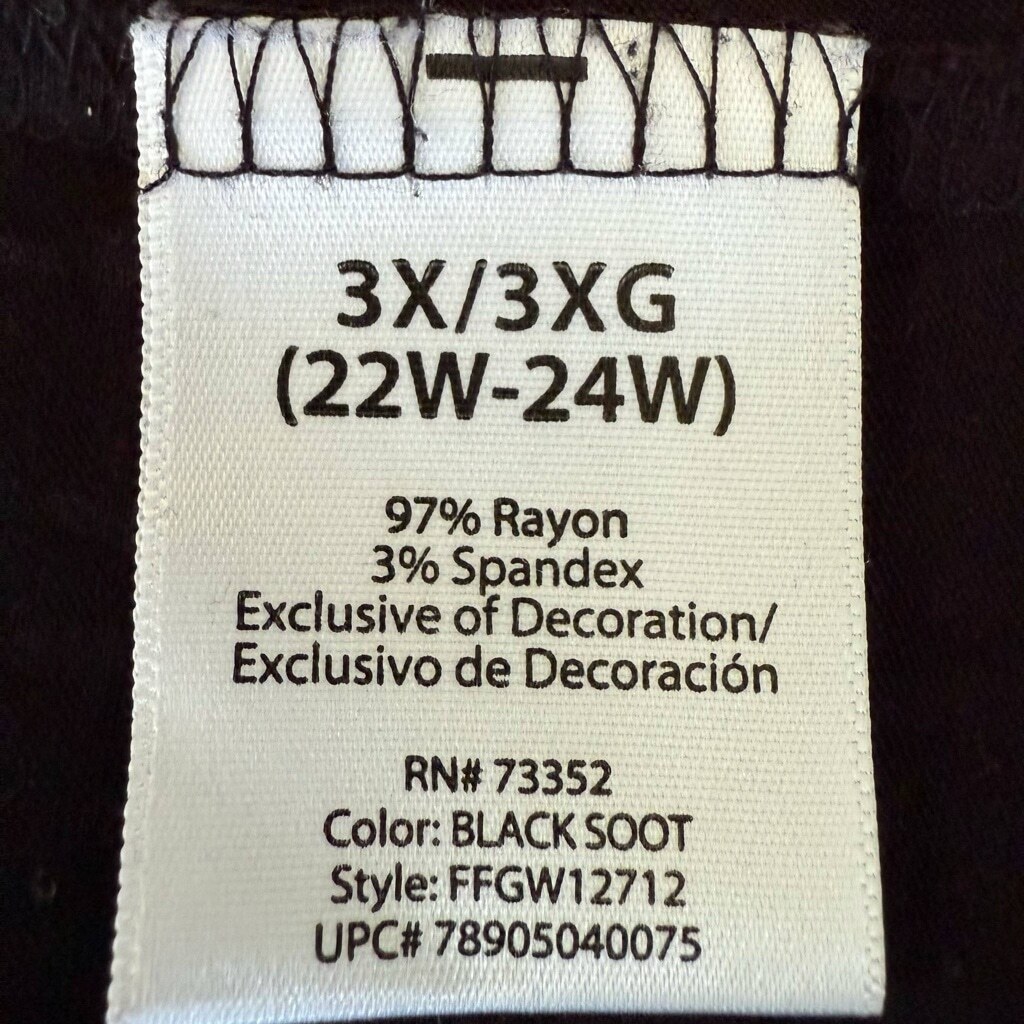 3X/3XG
(22W-24W)
97% Rayon
3% Spandex
Exclusive of Decoration/
Exclusivo de Decoración
RN# 73352
Color: BLACK SOOT
Style: FFGW12712
UPC# 78905040075